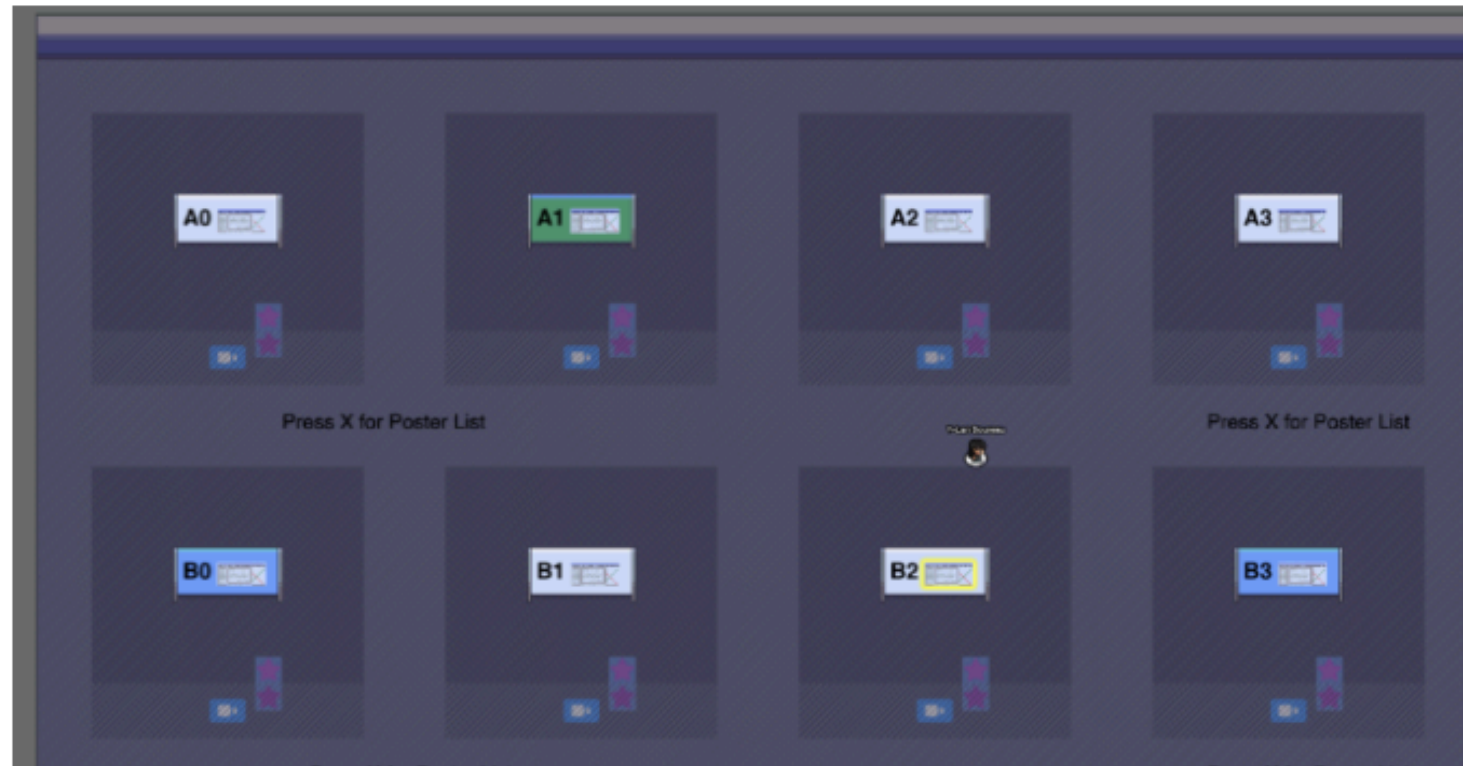 A0
A1
A2
A3
Press X for Poster List
Press X for Poster List
B0
B1
B2
B3